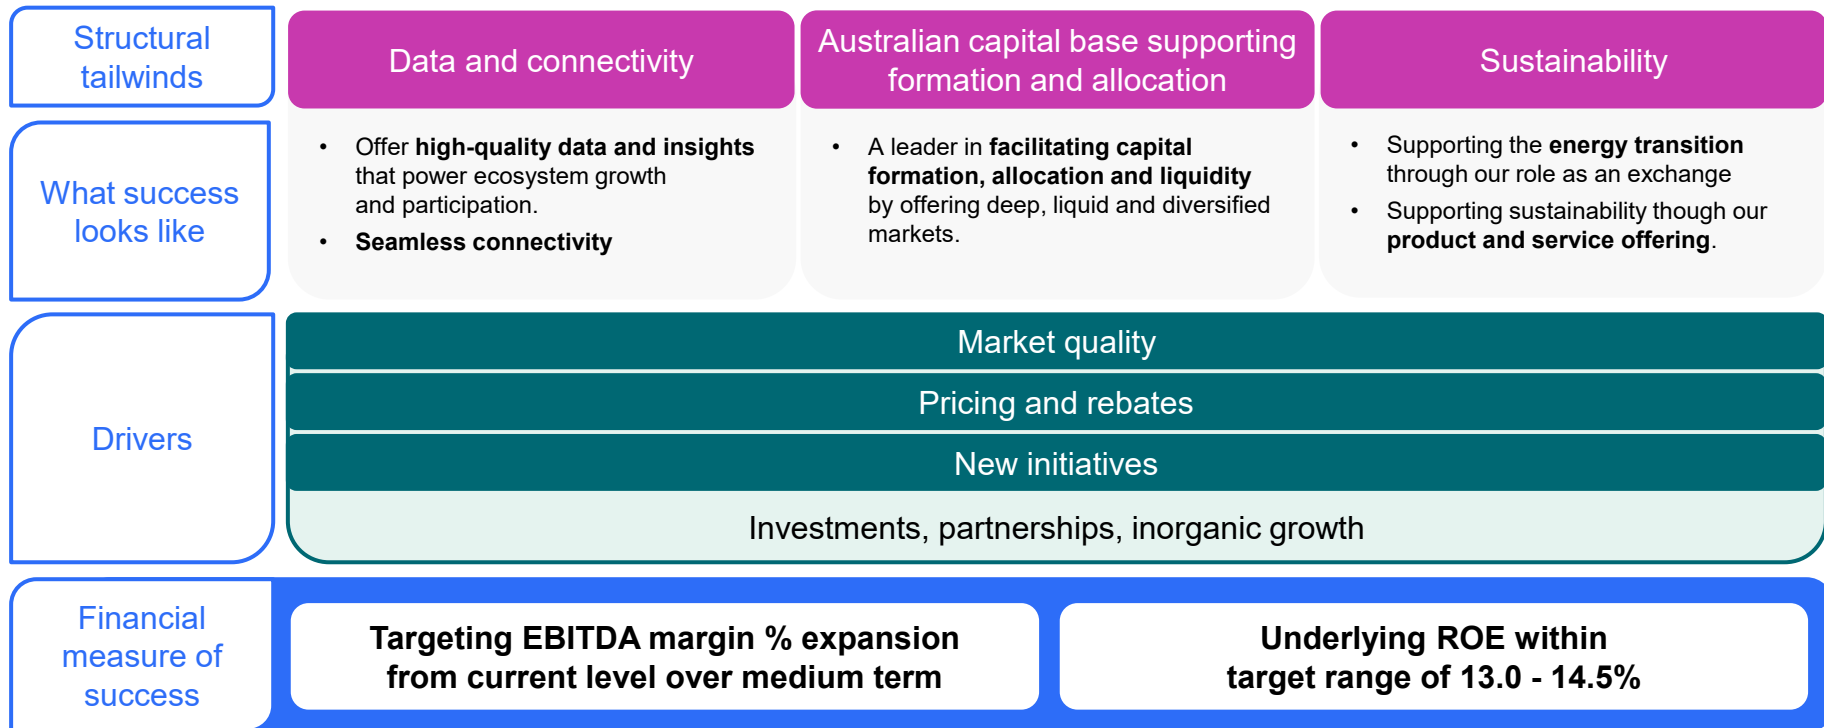 Structural
tailwinds
Data and connectivity
Australian capital base supporting
formation and allocation
Sustainability
What success
looks like
• Offer high-quality data and insights
that power ecosystem growth
and participation.
• Seamless connectivity
• A leader in facilitating capital
formation, allocation and liquidity
by offering deep, liquid and diversified
markets.
• Supporting the energy transition
through our role as an exchange
• Supporting sustainability though our
product and service offering.
Drivers
Market quality
Pricing and rebates
New initiatives
Investments, partnerships, inorganic growth
Financial
measure of
success
Targeting EBITDA margin % expansion
from current level over medium term
Underlying ROE within
target range of 13.0 - 14.5%